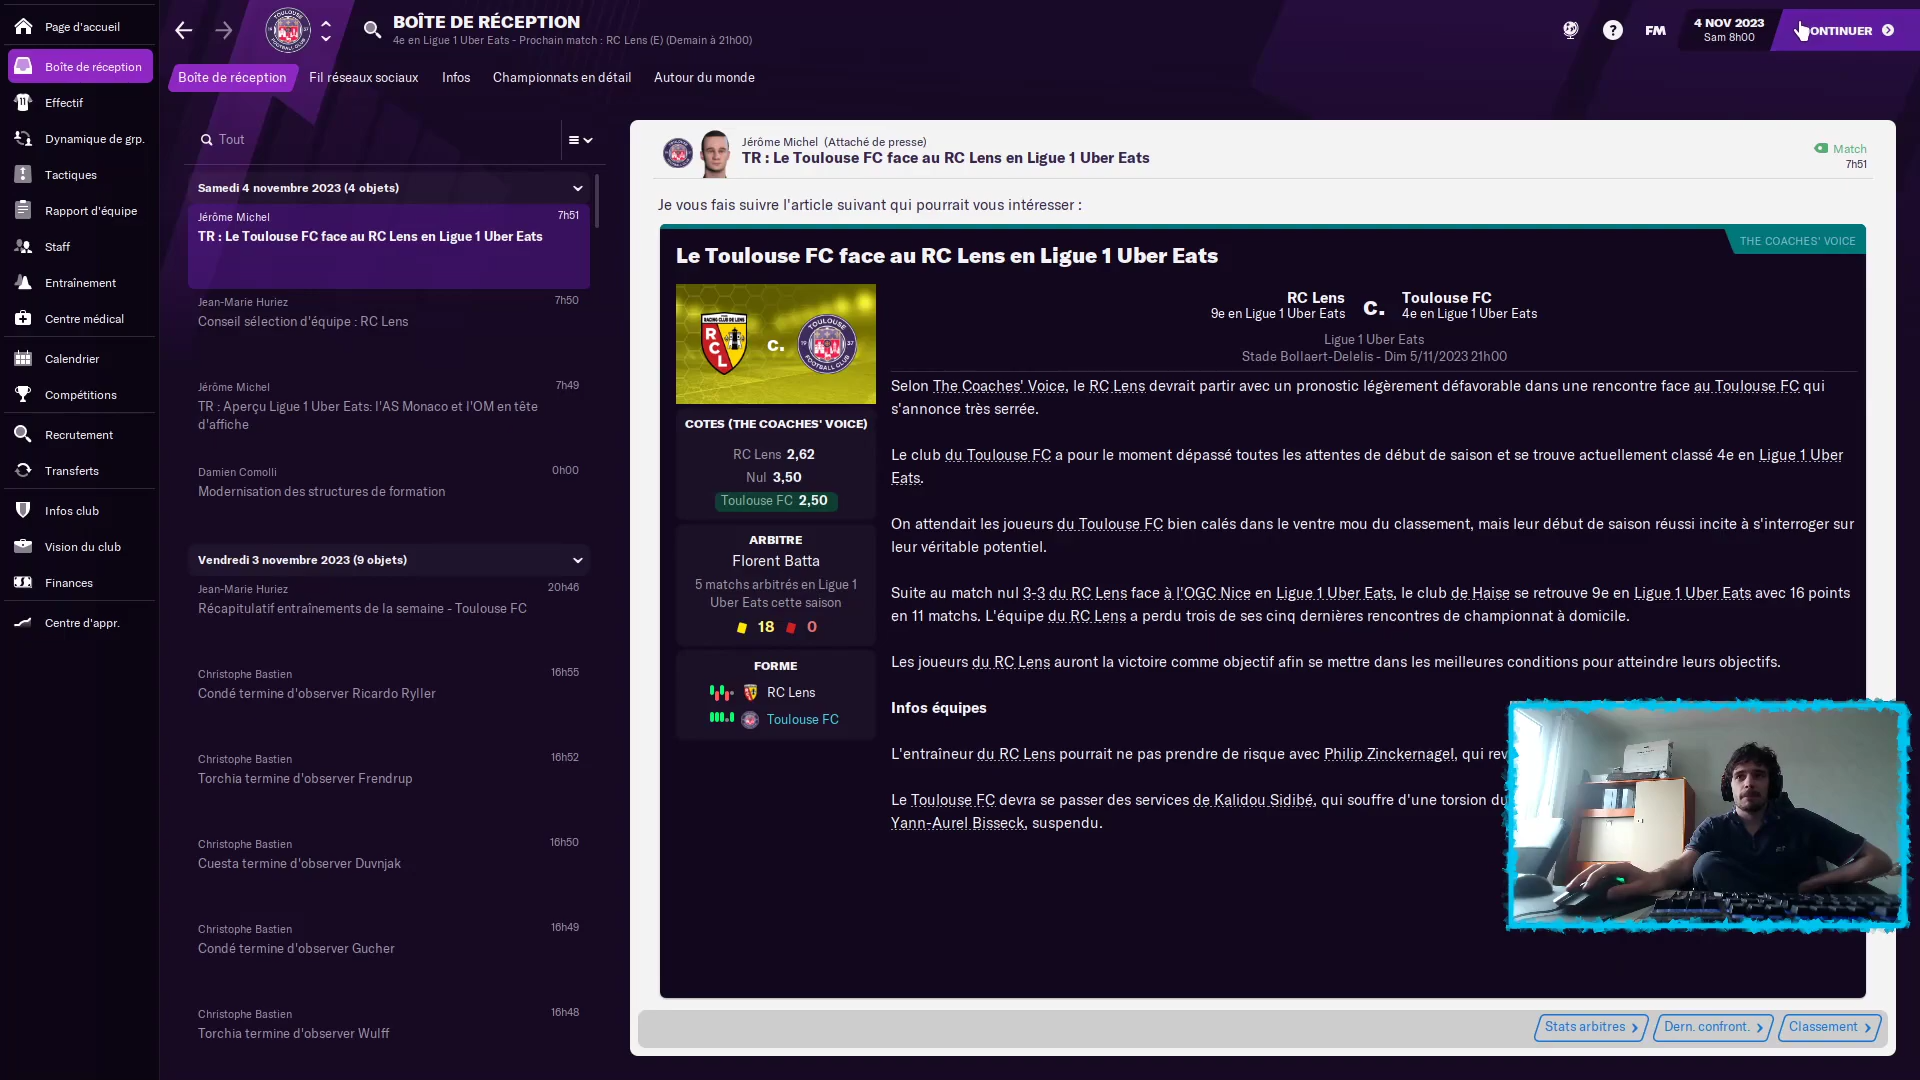 Page d'accueil
Boîte de réception
Effectif
Dynamique de grp.
Tactiques
Rapport d'équipe
Staff
Entraînement
Centre médical
Calendrier
Compétitions
Recrutement
Transferts
Infos club
Vision du club
Finances
Centre d'appr.
BOÎTE DE RÉCEPTION
4e en Ligue 1 Uber Eats - Prochain match : RC Lens (E) (Demain à 21h00)
FM
4 NOV 2023
Sam 8h00
ONTINUER
Boîte de réception
Fil réseaux sociaux
Infos
Championnats en détail
Autour du monde
Tout
Samedi 4 novembre 2023 (4 objets)
Jérôme Michel 7h51
TR : Le Toulouse FC face au RC Lens en Ligue 1 Uber Eats
Jean-Marie Huriez 7h50
Conseil sélection d'équipe : RC Lens
Jérôme Michel 7h49
TR : Aperçu Ligue 1 Uber Eats: l'AS Monaco et l'OM en tête
d'affiche
Damien Comolli 0h00
Modernisation des structures de formation
Vendredi 3 novembre 2023 (9 objets)
Jean-Marie Huriez 20h46
Récapitulatif entraînements de la semaine - Toulouse FC
Christophe Bastien 16h55
Condé termine d'observer Ricardo Ryller
Christophe Bastien 16h52
Torchia termine d'observer Frendrup
Christophe Bastien 16h50
Cuesta termine d'observer Duvnjak
Christophe Bastien 16h49
Condé termine d'observer Gucher
Christophe Bastien 16h48
Torchia termine d'observer Wulff
Jérôme Michel (Attaché de presse)
TR : Le Toulouse FC face au RC Lens en Ligue 1 Uber Eats
Match
7h51
Je vous fais suivre l'article suivant qui pourrait vous intéresser :
THE COACHES' VOICE
Le Toulouse FC face au RC Lens en Ligue 1 Uber Eats
c.
COTES (THE COACHES' VOICE)
RC Lens 2,62
Nul 3,50
Toulouse FC 2,50
ARBITRE
Florent Batta
5 matchs arbitrés en Ligue 1
Uber Eats cette saison
18 0
FORME
RC Lens
Toulouse FC
RC Lens c. Toulouse FC
9e en Ligue 1 Uber Eats 4e en Ligue 1 Uber Eats
Ligue 1 Uber Eats
Stade Bollaert-Delelis - Dim 5/11/2023 21h00
Selon The Coaches' Voice, le RC Lens devrait partir avec un pronostic légèrement défavorable dans une rencontre face au Toulouse FC qui
s'annonce très serrée.
Le club du Toulouse FC a pour le moment dépassé toutes les attentes de début de saison et se trouve actuellement classé 4e en Ligue 1 Uber
Eats.
On attendait les joueurs du Toulouse FC bien calés dans le ventre mou du classement, mais leur début de saison réussi incite à s'interroger sur
leur véritable potentiel.
Suite au match nul 3-3 du RC Lens face à l'OGC Nice en Ligue 1 Uber Eats, le club de Haise se retrouve 9e en Ligue 1 Uber Eats avec 16 points
en 11 matchs. L'équipe du RC Lens a perdu trois de ses cinq dernières rencontres de championnat à domicile.
Les joueurs du RC Lens auront la victoire comme objectif afin se mettre dans les meilleures conditions pour atteindre leurs objectifs.
Infos équipes
L'entraîneur du RC Lens pourrait ne pas prendre de risque avec Philip Zinckernagel, qui rev
Le Toulouse FC devra se passer des services de Kalidou Sidibé, qui souffre d'une torsion du
Yann-Aurel Bisseck, suspendu.
Stats arbitres
Dern. confront.
Classement